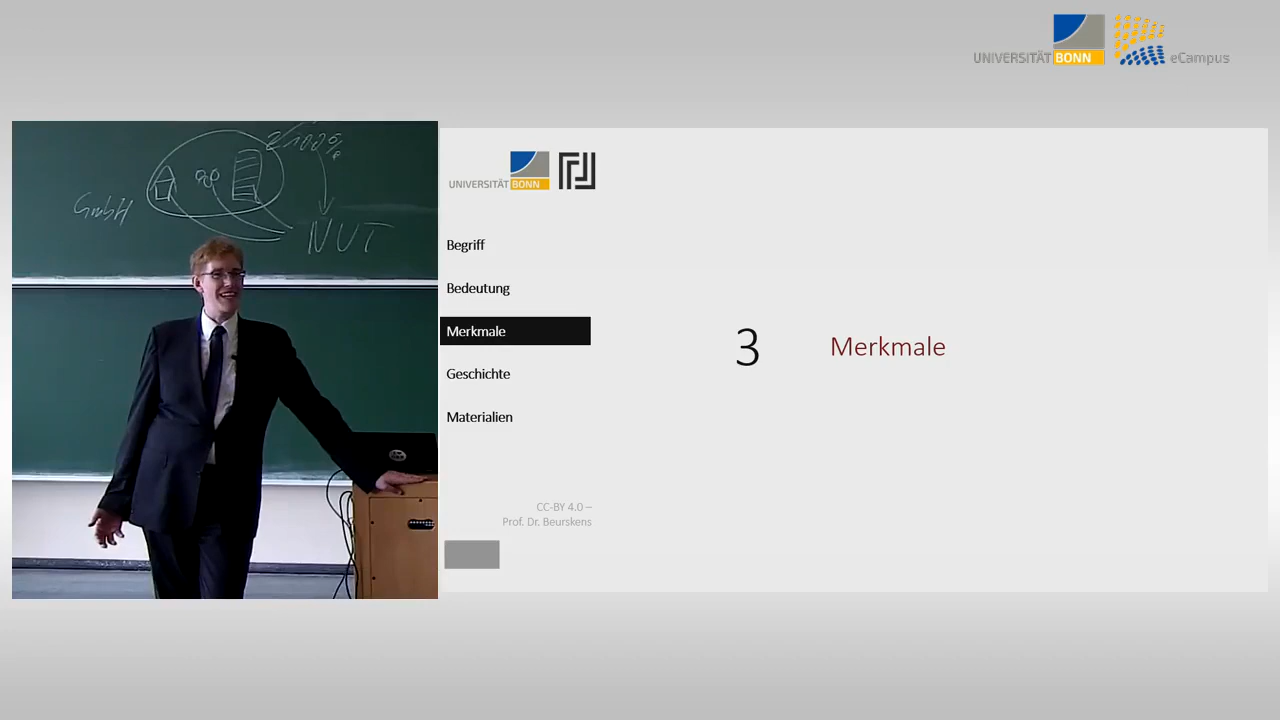 UNIVERSITÄT BONN eCampus
2 100%
GmbH
NUT
UNIVERSITÄT BONN
Begriff
Bedeutung
Merkmale
Geschichte
Materialien
3 Merkmale
CC-BY 4.0 –
Prof. Dr. Beurskens